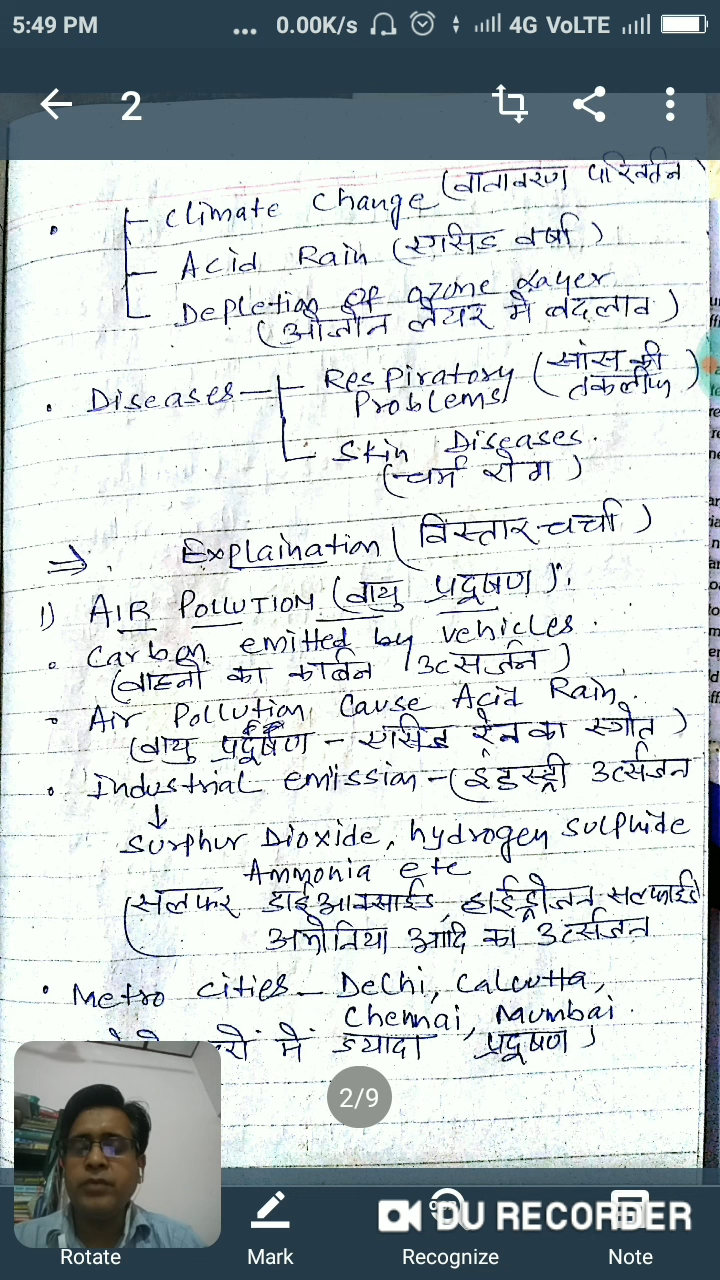 5:49 PM ... 0.00K/s 4G VoLTE
2
Climate Change (वातावरण परिवर्तन
Acid Rain (एसिड वर्षा)
Depletion of ozone Layer
(ओजोन लेयर में बदलाव)
Diseases - Respiratory (सांस की
Problems तकलीफ)
Skin Diseases.
(चर्म रोग)
⇒ . Explaination (विस्तार चर्चा)
1) AIR POLLUTION (वायु प्रदूषण).
Carbon emitted by vehicles.
(वाहनों का कार्बन उत्सर्जन)
Air Pollution Cause Acid Rain.
(वायु प्रदूषण - एसिड रेन का स्त्रोत)
Industrial emission - (इंडस्ट्री उत्सर्जन
↓
Surphur Dioxide, hydrogen Sulphide
Ammonia etc
(सलफर डाईआक्साईड, हाईड्रोजन सल्फाईड
अमोनिया आदि का उत्सर्जन
Metro cities - Delhi, Calcutta,
Chennai, Mumbai.
में ज्यादा प्रदूषण)
2/9
DU RECORDER
Rotate Mark Recognize Note